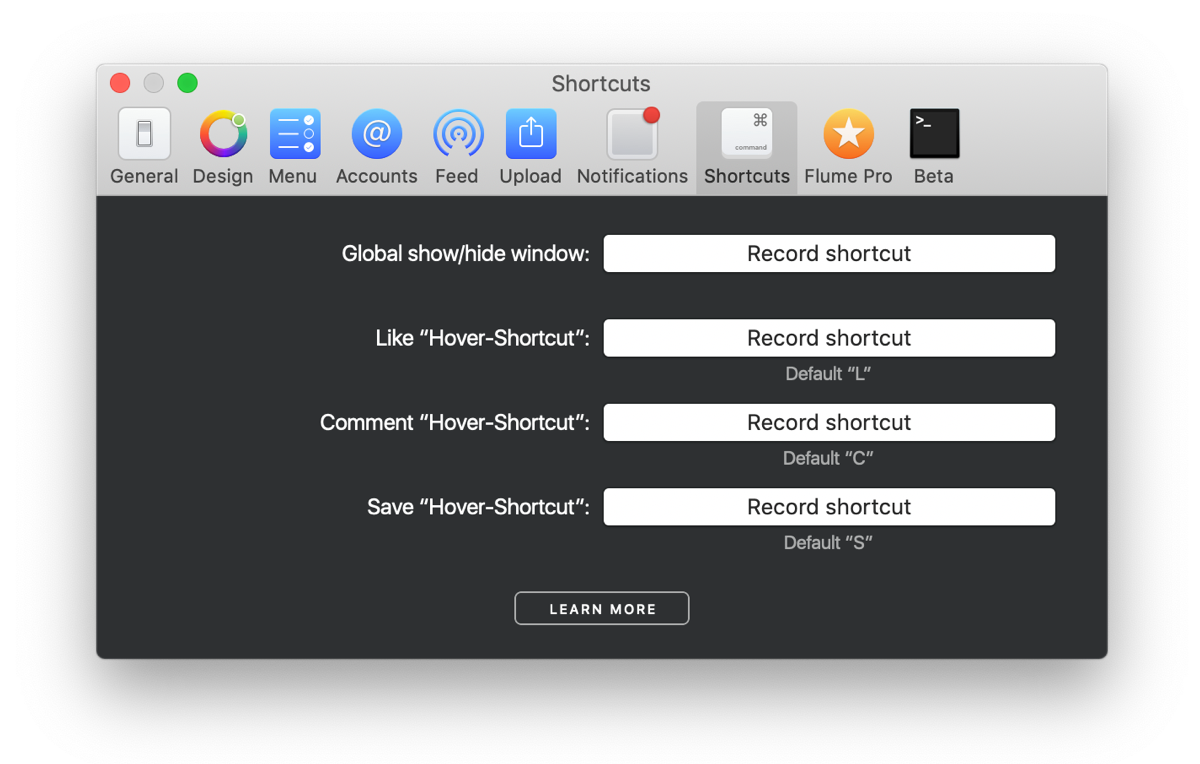 Shortcuts
⌘
command
@
>_
General Design Menu Accounts Feed Upload Notifications Shortcuts Flume Pro Beta
Global show/hide window: Record shortcut
Like “Hover-Shortcut”: Record shortcut
Default “L”
Comment “Hover-Shortcut”: Record shortcut
Default “C”
Save “Hover-Shortcut”: Record shortcut
Default “S”
LEARN MORE